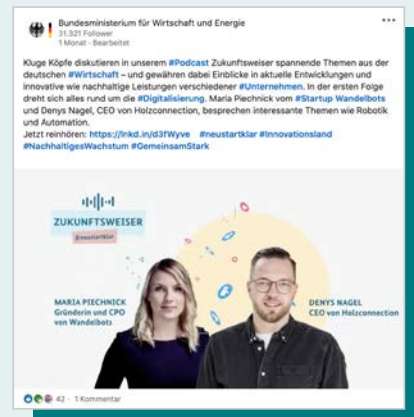 Bundesministerium für Wirtschaft und Energie
31.321 Follower
1 Monat · Bearbeitet
Kluge Köpfe diskutieren in unserem #Podcast Zukunftsweiser spannende Themen aus der
deutschen #Wirtschaft – und gewähren dabei Einblicke in aktuelle Entwicklungen und
innovative wie nachhaltige Leistungen verschiedener #Unternehmen. In der ersten Folge
dreht sich alles rund um die #Digitalisierung. Maria Piechnick vom #Startup Wandelbots
und Denys Nagel, CEO von Holzconnection, besprechen interessante Themen wie Robotik
und Automation.
Jetzt reinhören: https://lnkd.in/d3fWyve #neustartklar #Innovationsland
#NachhaltigesWachstum #GemeinsamStark
ZUKUNFTSWEISER
#neustartklar
MARIA PIECHNICK
Gründerin und CPO
von Wandelbots
DENYS NAGEL
CEO von Holzconnection
42 · 1 Kommentar